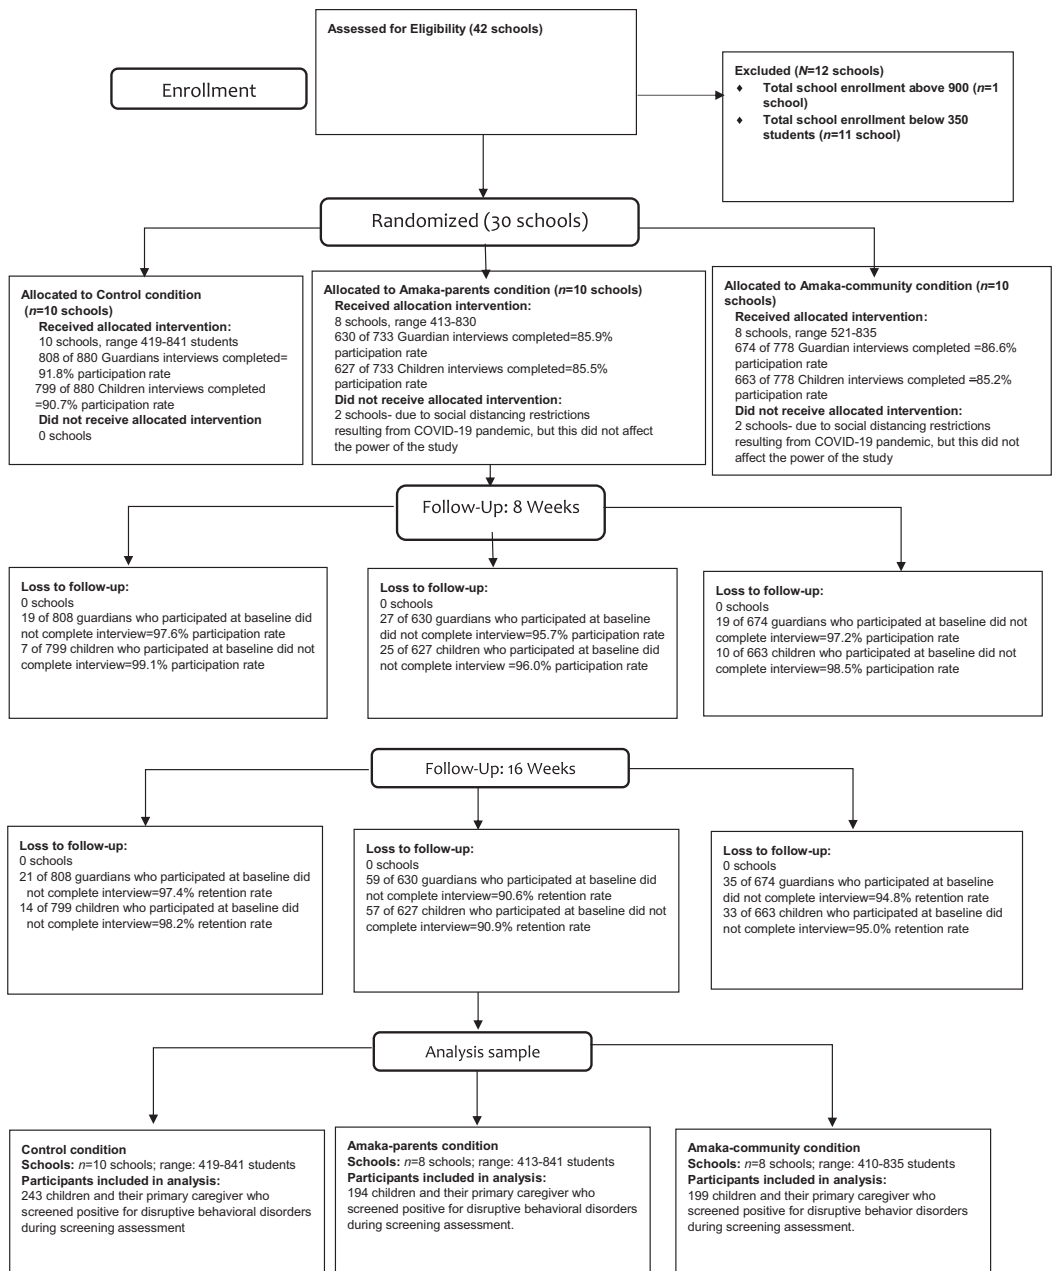 Assessed for Eligibility (42 schools)
Enrollment
Excluded (N=12 schools)
♦ Total school enrollment above 900 (n=1
school)
♦ Total school enrollment below 350
students (n=11 school)
Randomized (30 schools)
Allocated to Control condition
(n=10 schools)
Received allocated intervention:
10 schools, range 419-841 students
808 of 880 Guardians interviews completed=
91.8% participation rate
799 of 880 Children interviews completed
=90.7% participation rate
Did not receive allocated intervention
0 schools
Allocated to Amaka-parents condition (n=10 schools)
Received allocation intervention:
8 schools, range 413-830
630 of 733 Guardian interviews completed=85.9%
participation rate
627 of 733 Children interviews completed=85.5%
participation rate
Did not receive allocated intervention:
2 schools- due to social distancing restrictions
resulting from COVID-19 pandemic, but this did not affect
the power of the study
Allocated to Amaka-community condition (n=10
schools)
Received allocated intervention:
8 schools, range 521-835
674 of 778 Guardian interviews completed =86.6%
participation rate
663 of 778 Children interviews completed =85.2%
participation rate
Did not receive allocated intervention:
2 schools- due to social distancing restrictions
resulting from COVID-19 pandemic, but this did not
affect the power of the study
Follow-Up: 8 Weeks
Loss to follow-up:
0 schools
19 of 808 guardians who participated at baseline did
not complete interview=97.6% participation rate
7 of 799 children who participated at baseline did not
complete interview=99.1% participation rate
Loss to follow-up:
0 schools
27 of 630 guardians who participated at baseline
did not complete interview=95.7% participation rate
25 of 627 children who participated at baseline did
not complete interview =96.0% participation rate
Loss to follow-up:
0 schools
19 of 674 guardians who participated at baseline did not
complete interview=97.2% participation rate
10 of 663 children who participated at baseline did not
complete interview=98.5% participation rate
Follow-Up: 16 Weeks
Loss to follow-up:
0 schools
21 of 808 guardians who participated at baseline did
not complete interview=97.4% retention rate
14 of 799 children who participated at baseline did
not complete interview=98.2% retention rate
Loss to follow-up:
0 schools
59 of 630 guardians who participated at baseline did
not complete interview=90.6% retention rate
57 of 627 children who participated at baseline did not
complete interview=90.9% retention rate
Loss to follow-up:
0 schools
35 of 674 guardians who participated at baseline
did not complete interview=94.8% retention rate
33 of 663 children who participated at baseline did
not complete interview=95.0% retention rate
Analysis sample
Control condition
Schools: n=10 schools; range: 419-841 students
Participants included in analysis:
243 children and their primary caregiver who
screened positive for disruptive behavioral disorders
during screening assessment
Amaka-parents condition
Schools: n=8 schools; range: 413-841 students
Participants included in analysis:
194 children and their primary caregiver who
screened positive for disruptive behavioral disorders
during screening assessment.
Amaka-community condition
Schools: n=8 schools; range: 410-835 students
Participants included in analysis:
199 children and their primary caregiver who
screened positive for disruptive behavior disorders
during screening assessment.